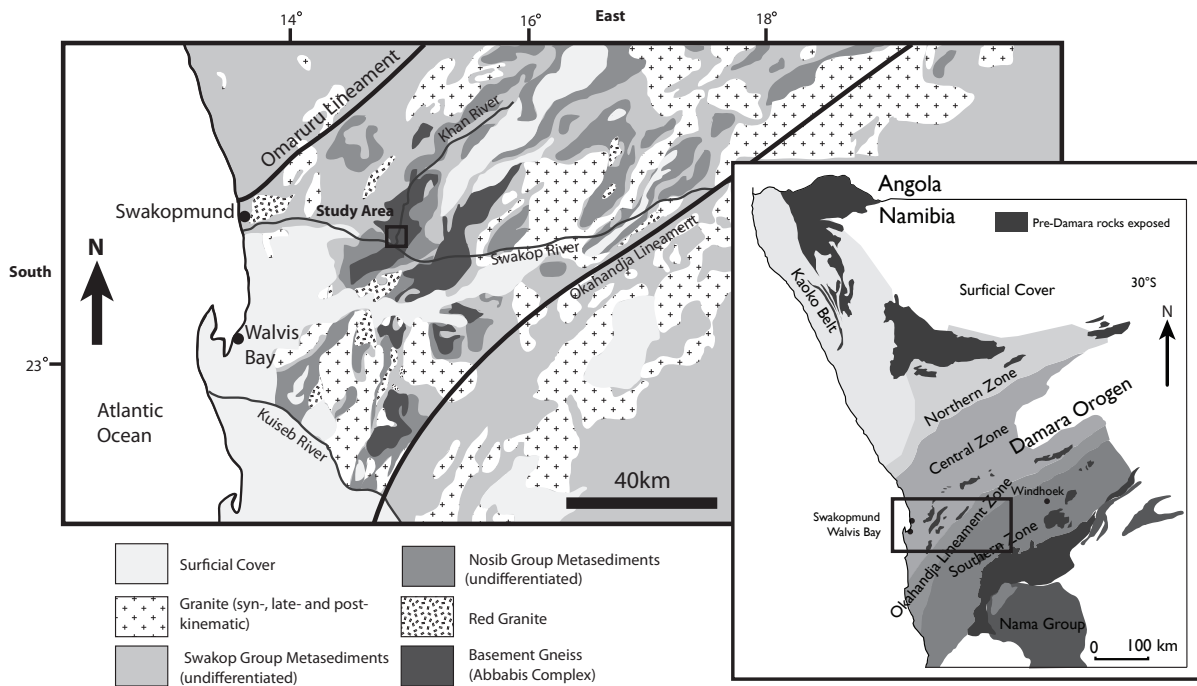 East
14°
16°
18°
Omaruru Lineament
Khan River
Swakopmund
Study Area
N
South
Swakop River
Okahandja Lineament
Walvis
Bay
23°
Atlantic
Ocean
Kuiseb River
40km
Surficial Cover
Granite (syn-, late- and post-
kinematic)
Swakop Group Metasediments
(undifferentiated)
Nosib Group Metasediments
(undifferentiated)
Red Granite
Basement Gneiss
(Abbabis Complex)
Angola
Namibia
Pre-Damara rocks exposed
Kaoko Belt
Surficial Cover
30°S
N
Northern Zone
Damara Orogen
Central Zone
Windhoek
Swakopmund
Walvis Bay
Okahandja Lineament Zone
Southern Zone
Nama Group
0 100 km